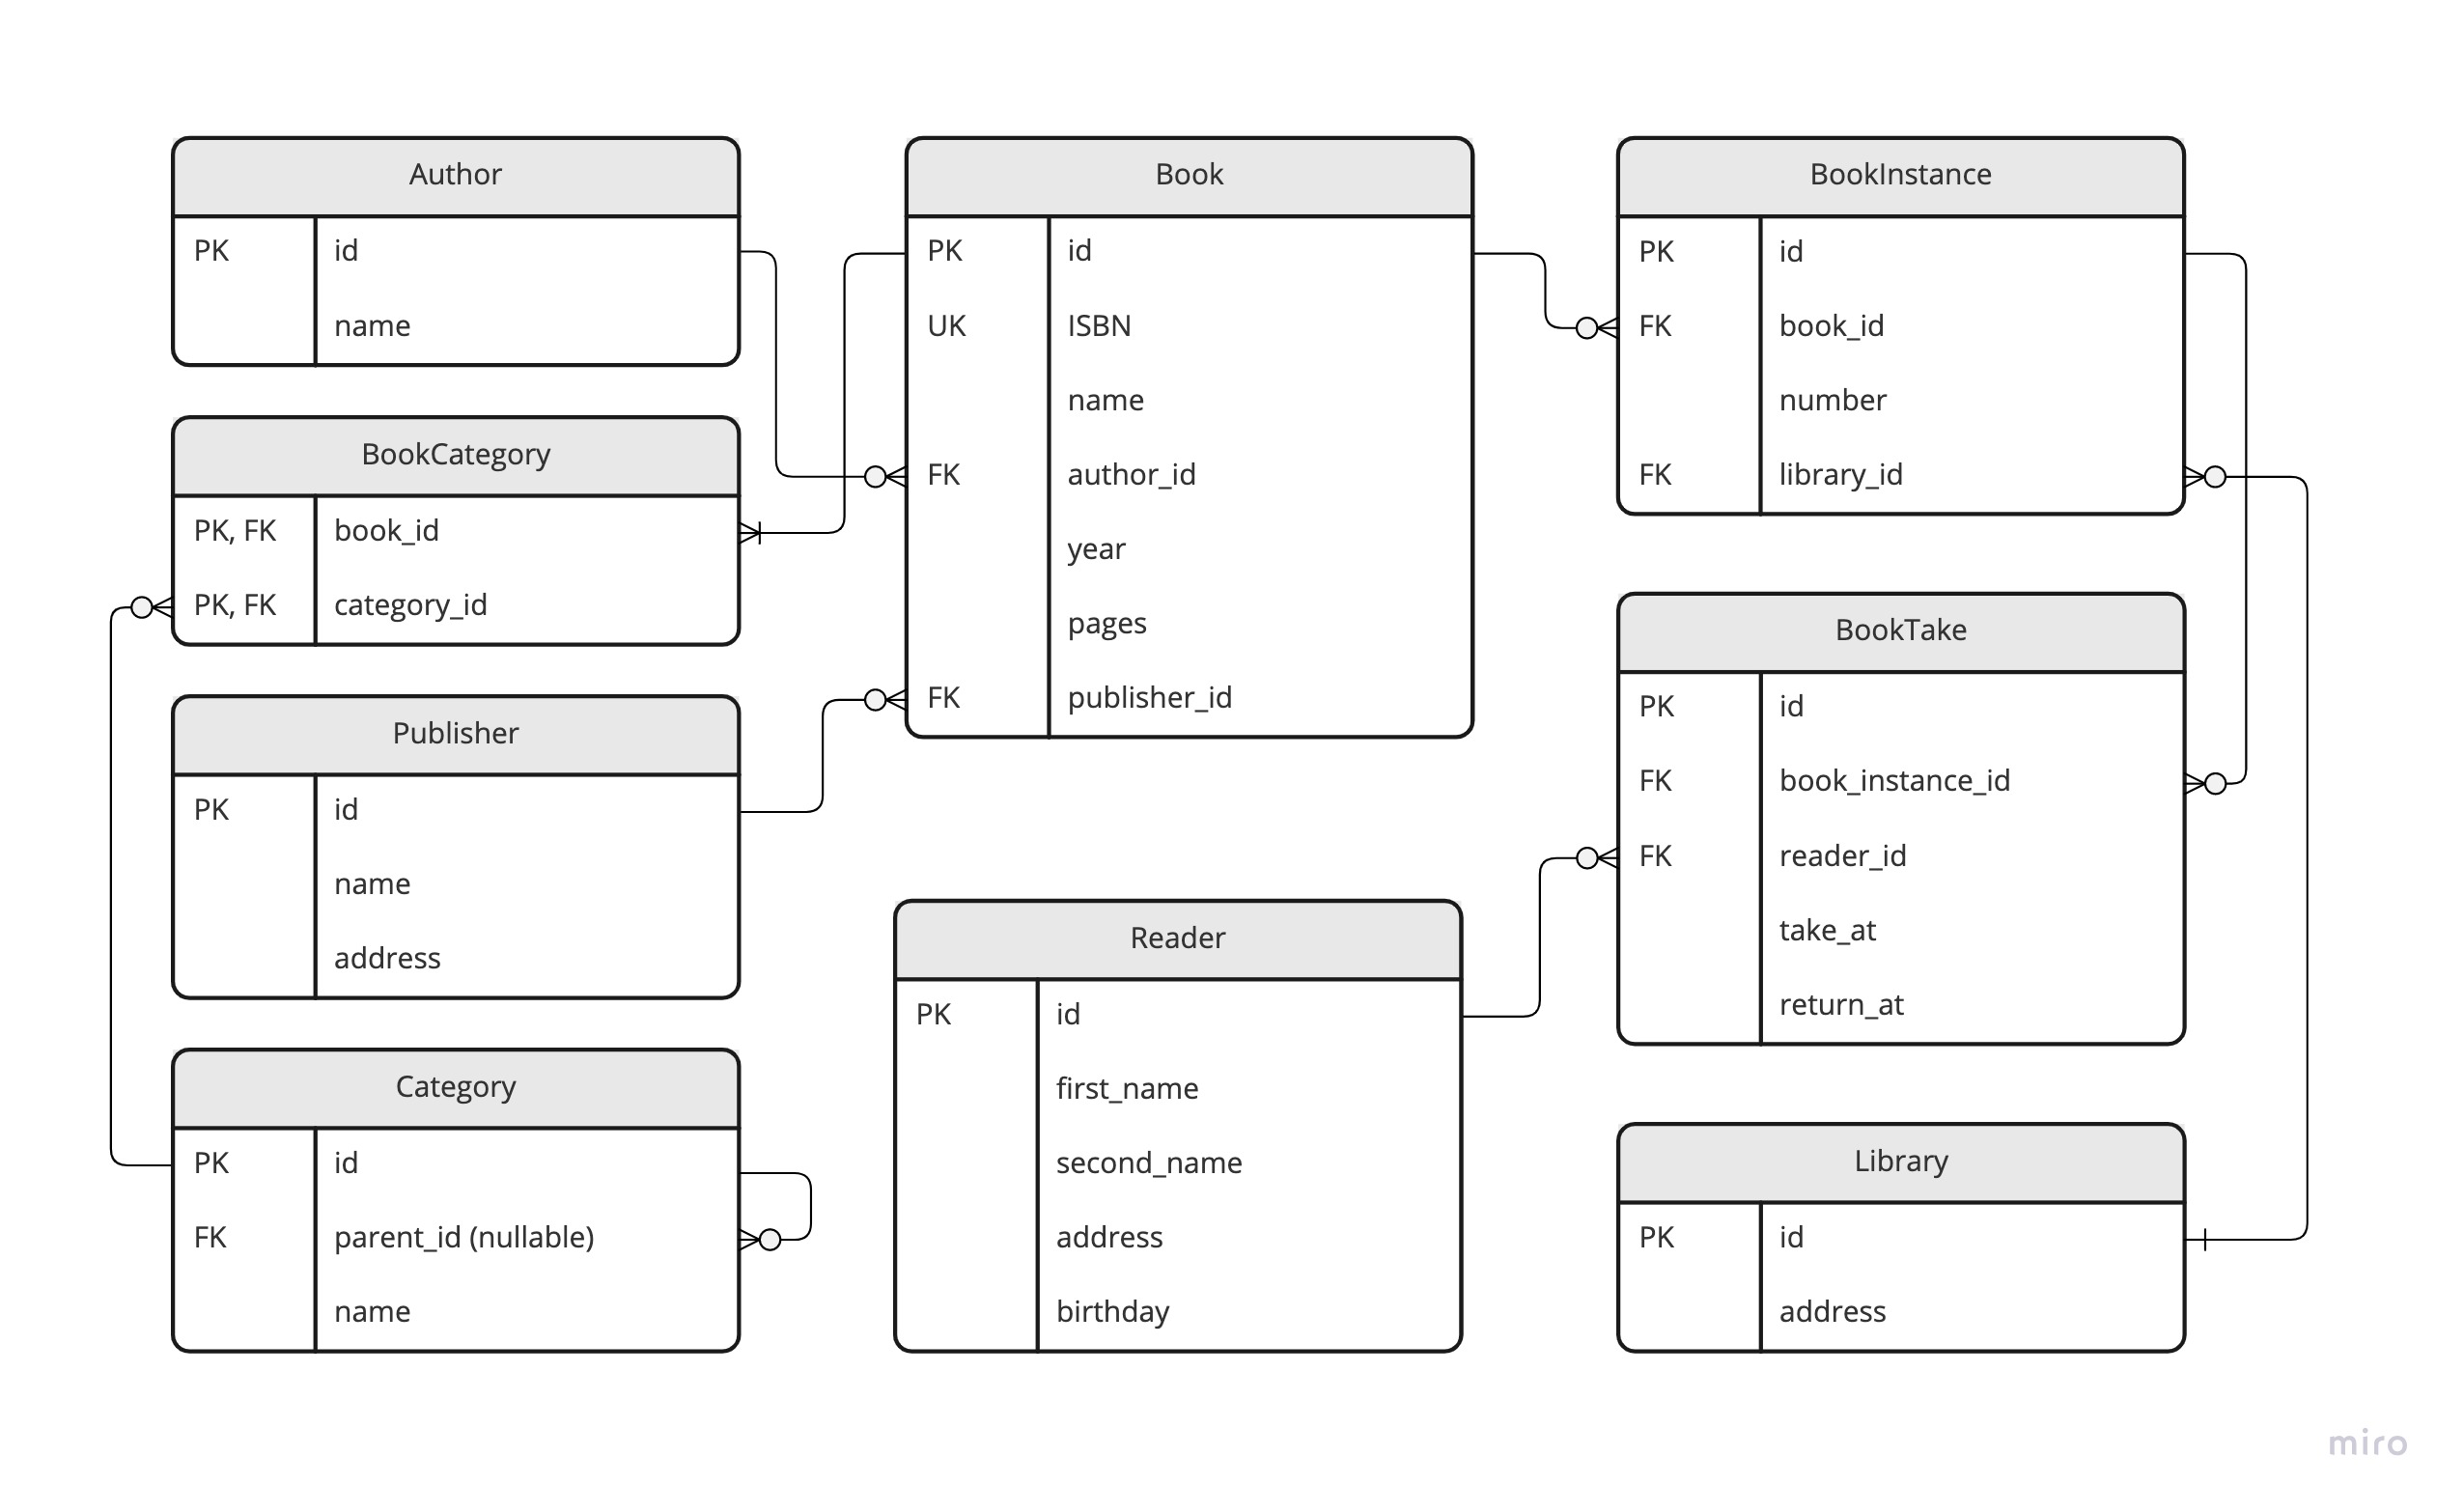 Author
PK id
name
BookCategory
PK, FK book_id
PK, FK category_id
Publisher
PK id
name
address
Category
PK id
FK parent_id (nullable)
name
Book
PK id
UK ISBN
name
FK author_id
year
pages
FK publisher_id
Reader
PK id
first_name
second_name
address
birthday
BookInstance
PK id
FK book_id
number
FK library_id
BookTake
PK id
FK book_instance_id
FK reader_id
take_at
return_at
Library
PK id
address
miro